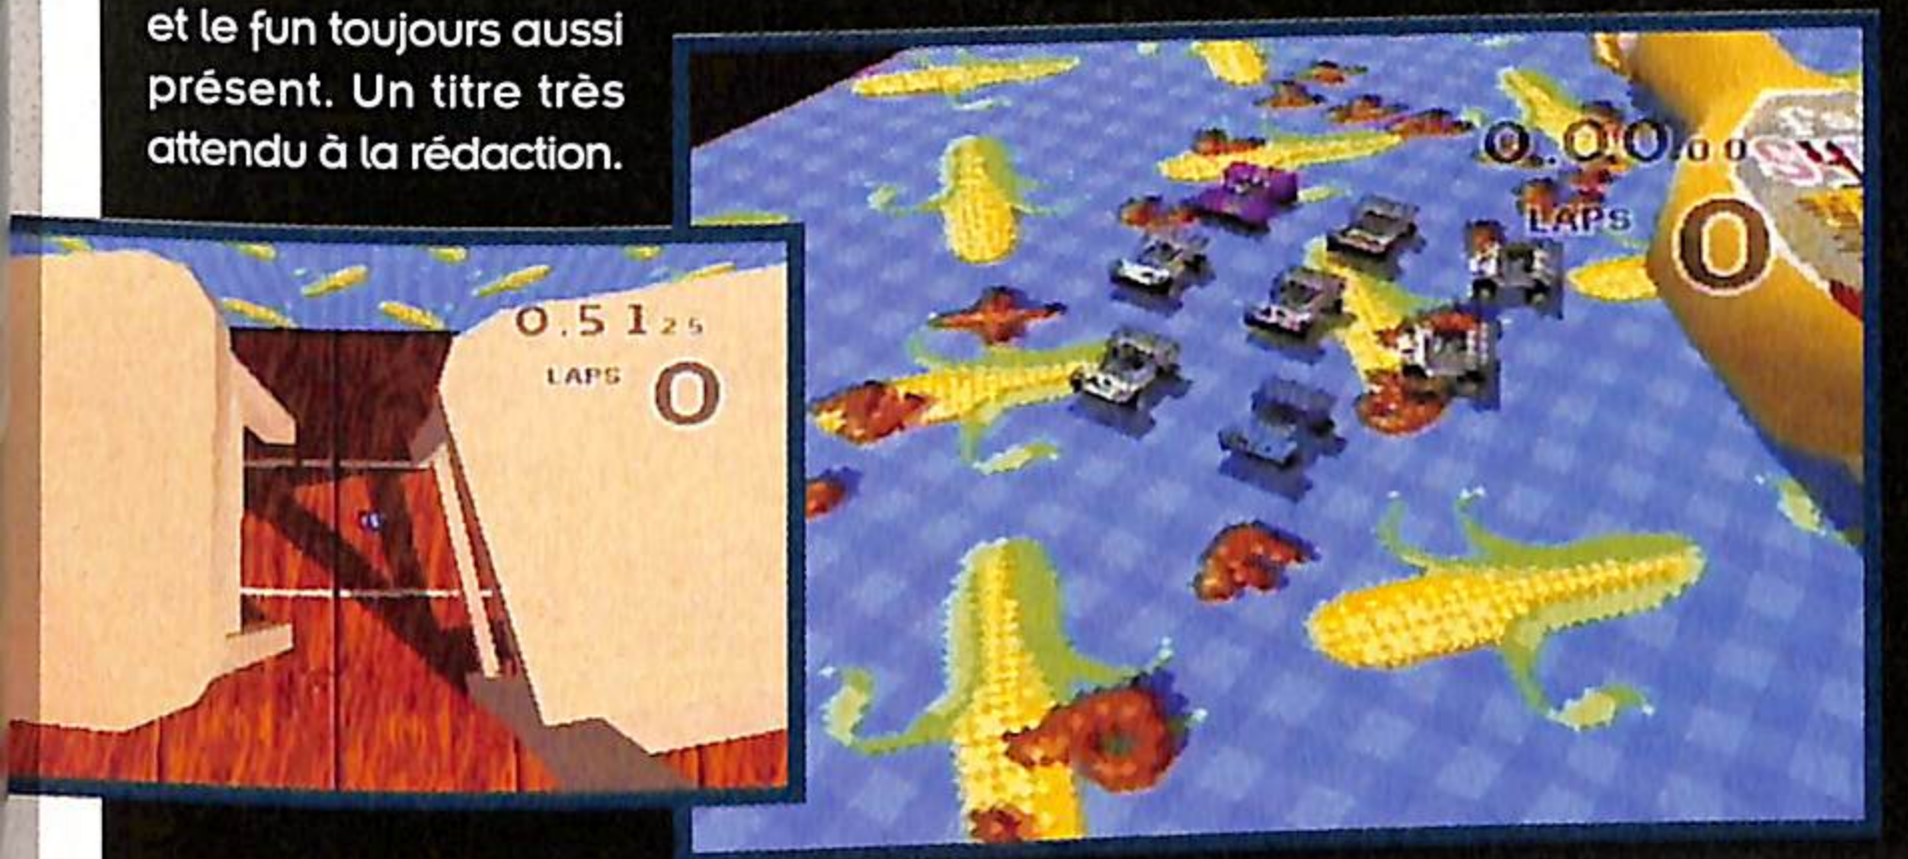 et le fun toujours aussi
présent. Un titre très
attendu à la rédaction.
0.51 25
LAPS 0
0.00.00
LAPS
0